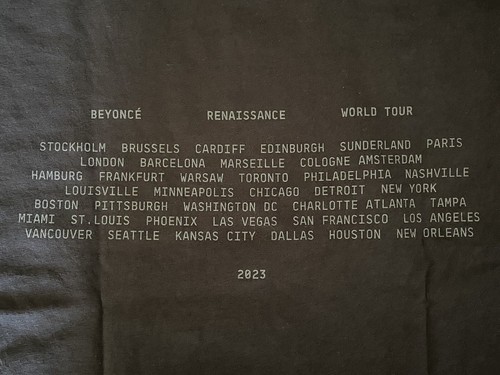 BEYONCÉ RENAISSANCE WORLD TOUR
STOCKHOLM BRUSSELS CARDIFF EDINBURGH SUNDERLAND PARIS
LONDON BARCELONA MARSEILLE COLOGNE AMSTERDAM
HAMBURG FRANKFURT WARSAW TORONTO PHILADELPHIA NASHVILLE
LOUISVILLE MINNEAPOLIS CHICAGO DETROIT NEW YORK
BOSTON PITTSBURGH WASHINGTON DC CHARLOTTE ATLANTA TAMPA
MIAMI ST.LOUIS PHOENIX LAS VEGAS SAN FRANCISCO LOS ANGELES
VANCOUVER SEATTLE KANSAS CITY DALLAS HOUSTON NEW ORLEANS
2023